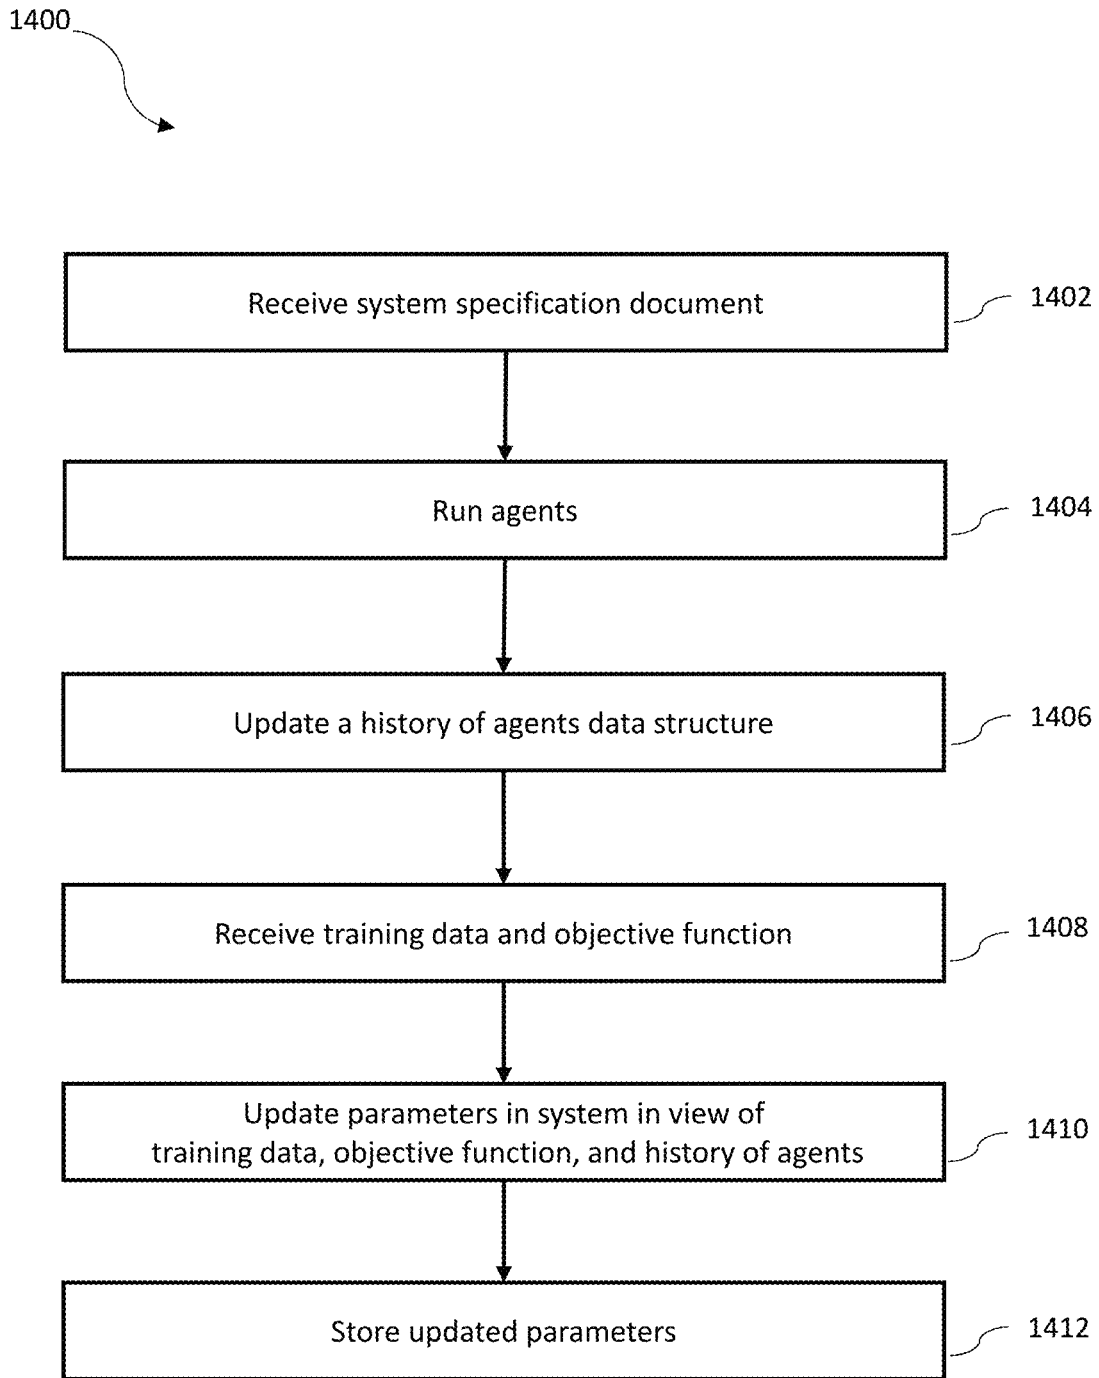 1400
Receive system specification document
1402
Run agents
1404
Update a history of agents data structure
1406
Receive training data and objective function
1408
Update parameters in system in view of
training data, objective function, and history of agents
1410
Store updated parameters
1412